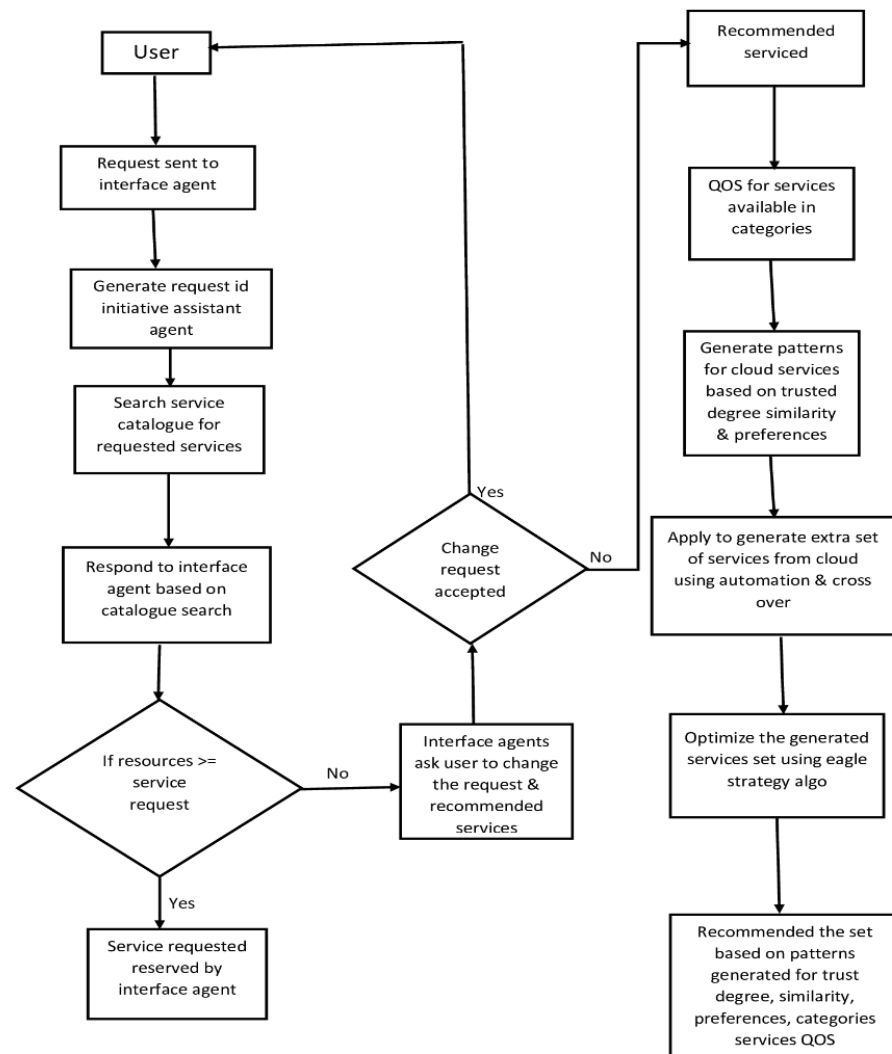 User
Request sent to
interface agent
Generate request id
initiative assistant
agent
Search service
catalogue for
requested services
Respond to interface
agent based on
catalogue search
If resources >=
service
request
No
Yes
Service requested
reserved by
interface agent
Interface agents
ask user to change
the request &
recommended
services
Change
request
accepted
Yes
No
Recommended
serviced
QOS for services
available in
categories
Generate patterns
for cloud services
based on trusted
degree similarity
& preferences
Apply to generate extra set
of services from cloud
using automation & cross
over
Optimize the generated
services set using eagle
strategy algo
Recommended the set
based on patterns
generated for trust
degree, similarity,
preferences, categories
services QOS